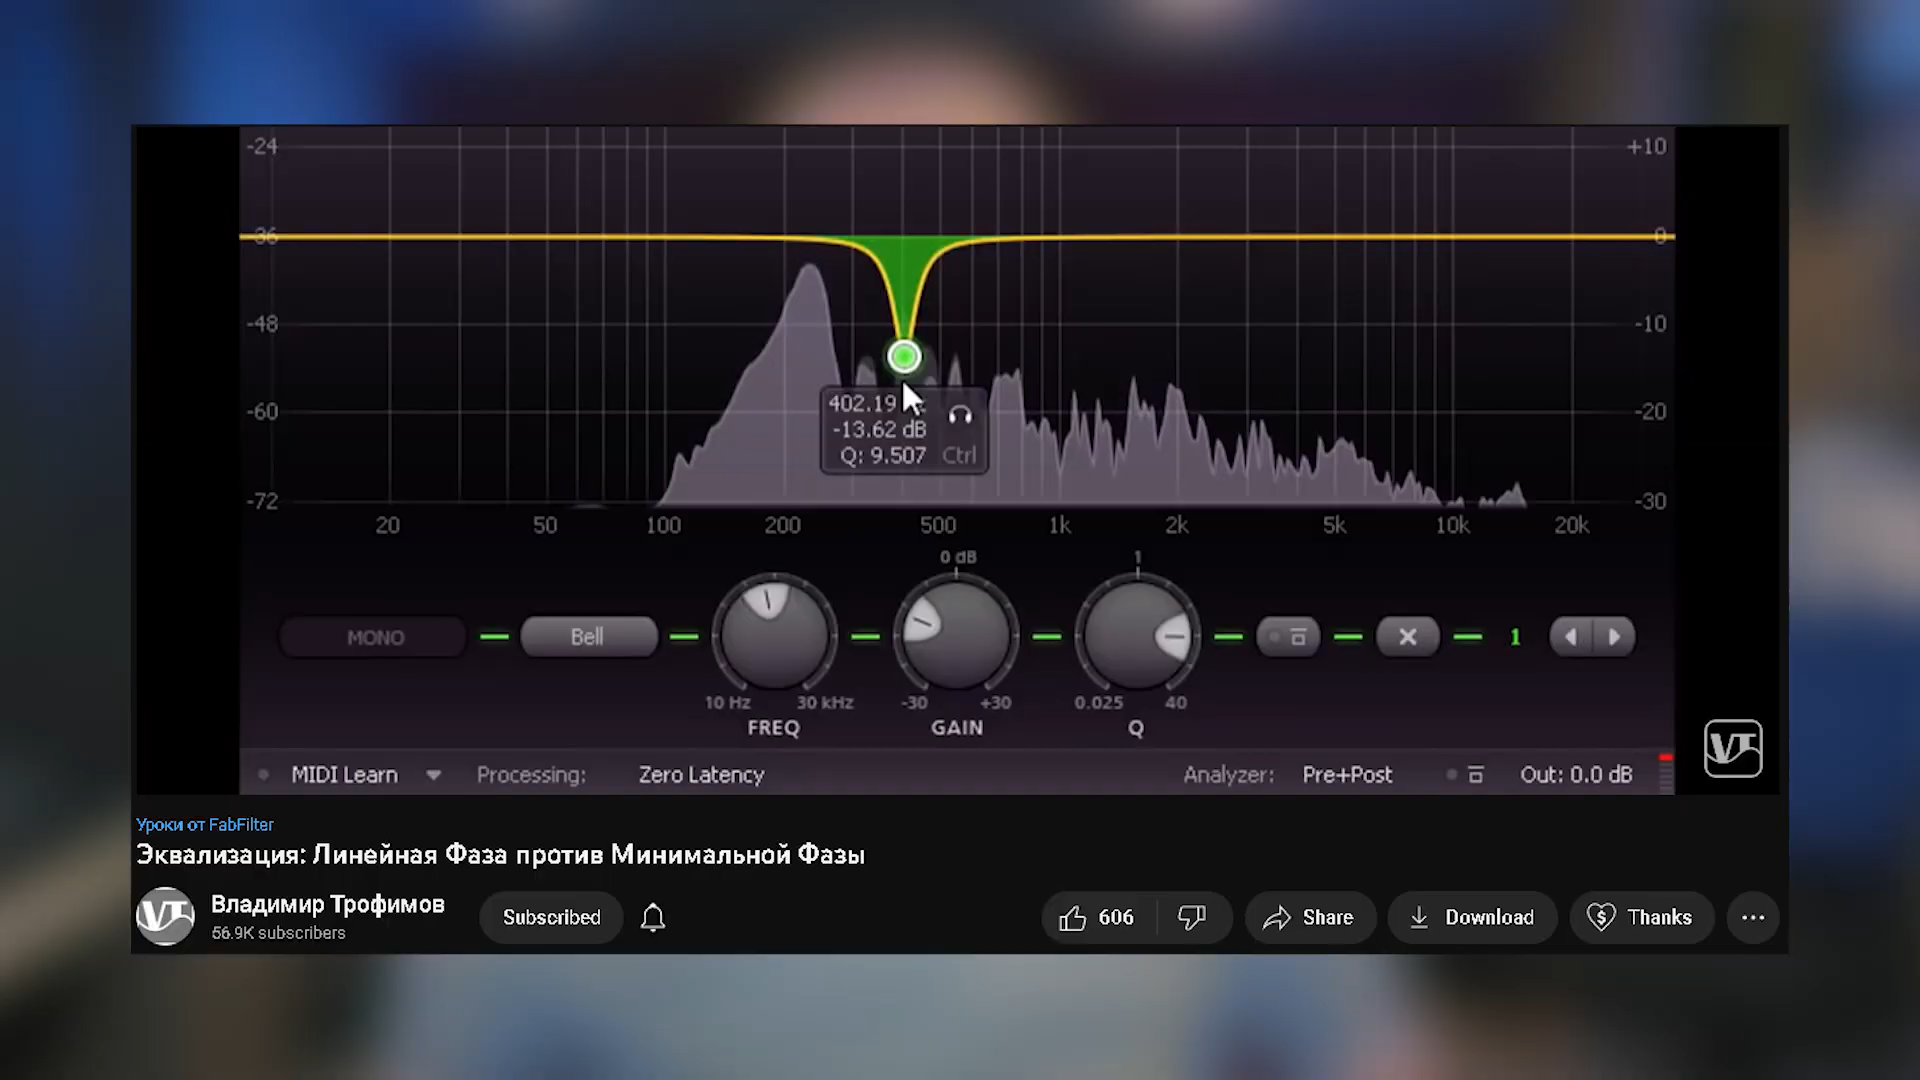 -24
+10
-36
0
-48
-10
402.19
-13.62 dB
Q: 9.507 Ctrl
-60
-20
-72
-30
20 50 100 200 500 1k 2k 5k 10k 20k
0 dB
1
MONO
Bell
1
10 Hz 30 kHz
-30 +30
0.025 40
FREQ
GAIN
Q
MIDI Learn
Processing:
Zero Latency
Analyzer:
Pre+Post
Out: 0.0 dB
VT
Уроки от FabFilter
Эквализация: Линейная Фаза против Минимальной Фазы
VT
Владимир Трофимов
56.9K subscribers
Subscribed
606
Share
Download
Thanks